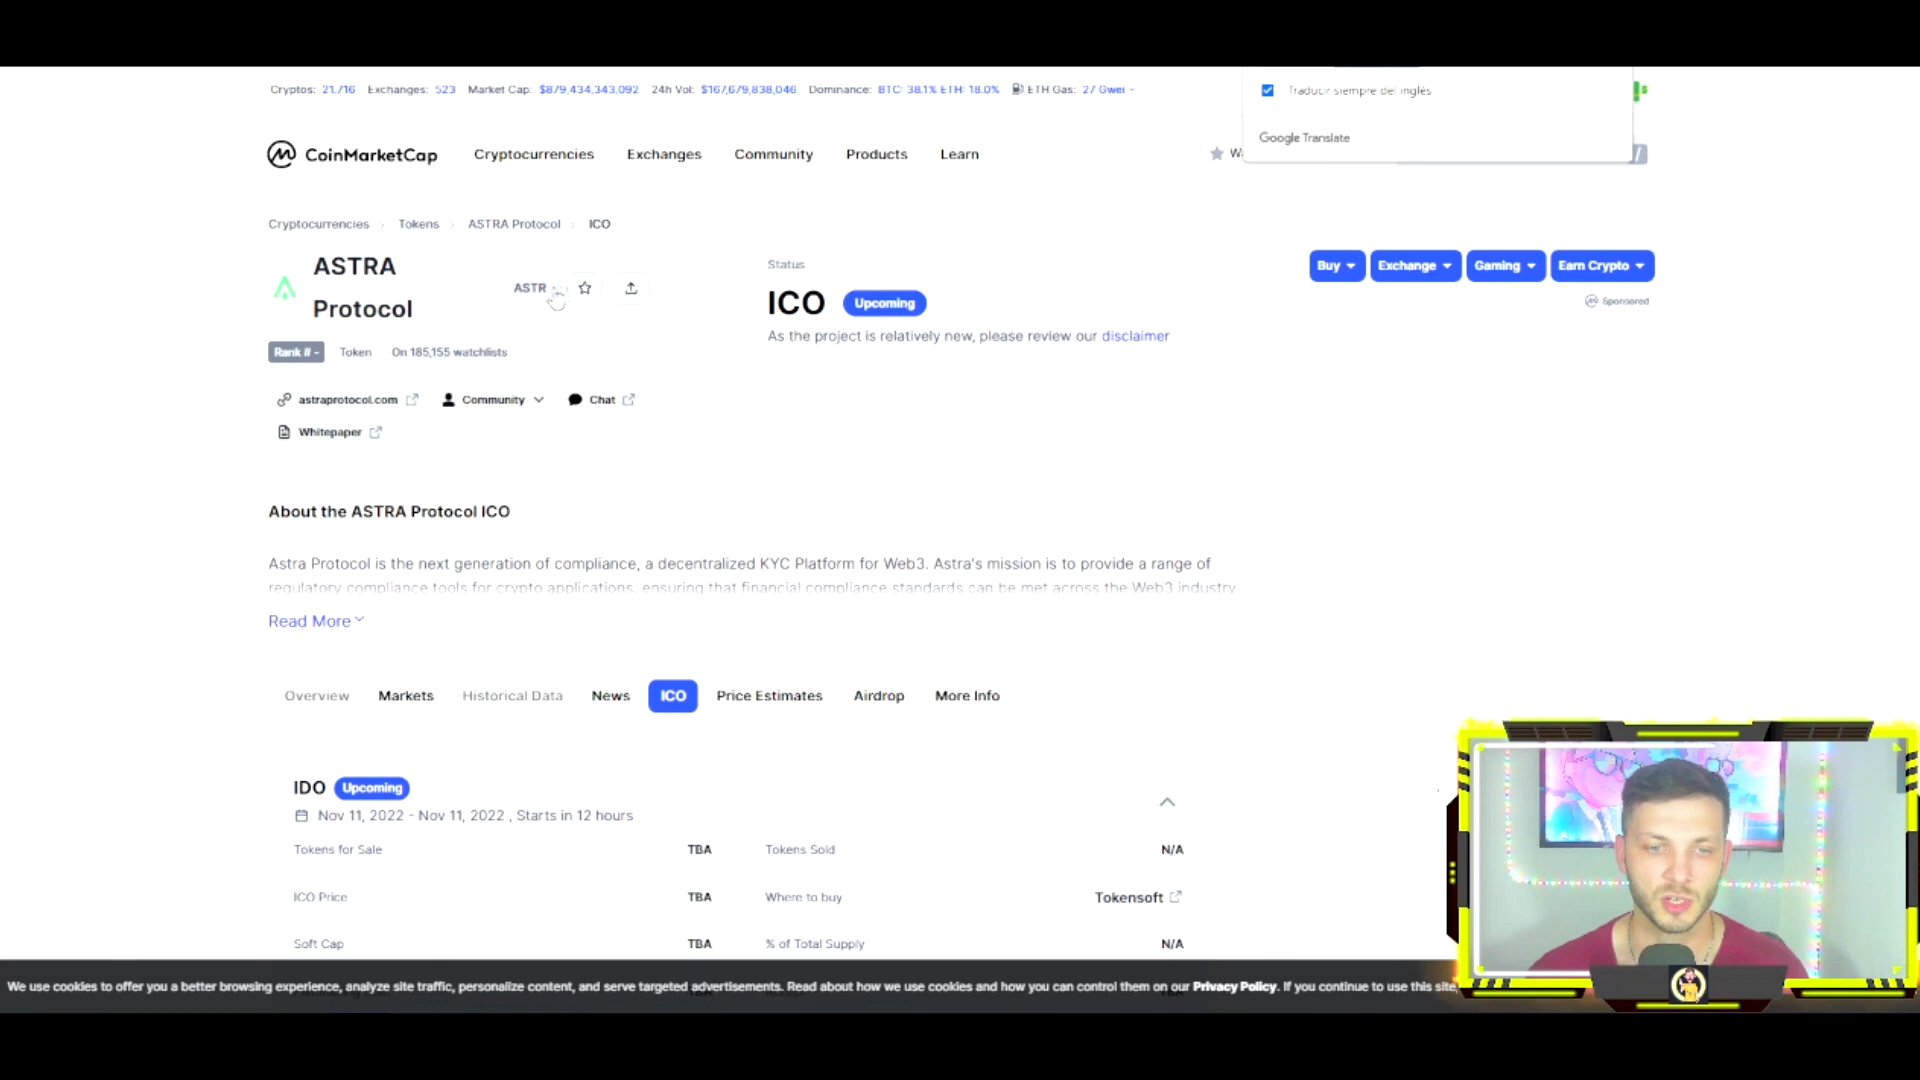 Cryptos: 21.716 Exchanges: 523 Market Cap: $879,434,343,092 24h Vol: $167,679,838,046 Dominance: BTC: 38.1% ETH: 18.0% ETH Gas: 27 Gwei
Traducir siempre del inglés
Google Translate
CoinMarketCap Cryptocurrencies Exchanges Community Products Learn
Cryptocurrencies Tokens ASTRA Protocol ICO
ASTRA
Protocol
ASTR
Rank # - Token On 185,155 watchlists
astraprotocol.com Community Chat
Whitepaper
Status
ICO Upcoming
As the project is relatively new, please review our disclaimer
Buy Exchange Gaming Earn Crypto
Sponsored
About the ASTRA Protocol ICO
Astra Protocol is the next generation of compliance, a decentralized KYC Platform for Web3. Astra's mission is to provide a range of
regulatory compliance tools for crypto applications, ensuring that financial compliance standards can be met across the Web3 industry
Read More
Overview Markets Historical Data News ICO Price Estimates Airdrop More Info
IDO Upcoming
Nov 11, 2022 - Nov 11, 2022 , Starts in 12 hours
Tokens for Sale TBA Tokens Sold N/A
ICO Price TBA Where to buy Tokensoft
Soft Cap TBA % of Total Supply N/A
We use cookies to offer you a better browsing experience, analyze site traffic, personalize content, and serve targeted advertisements. Read about how we use cookies and how you can control them on our Privacy Policy. If you continue to use this site,